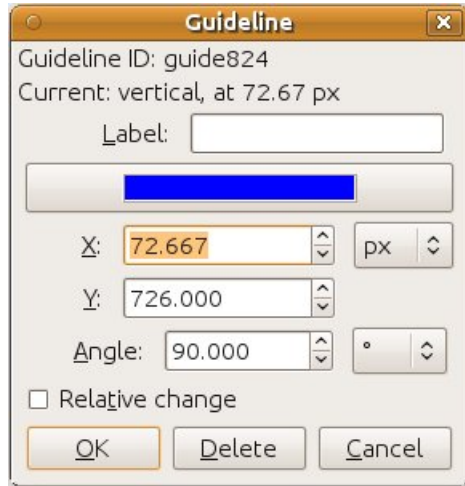 Guideline
Guideline ID: guide824
Current: vertical, at 72.67 px
Label:
X: 72.667 px
Y: 726.000
Angle: 90.000 °
Relative change
OK Delete Cancel